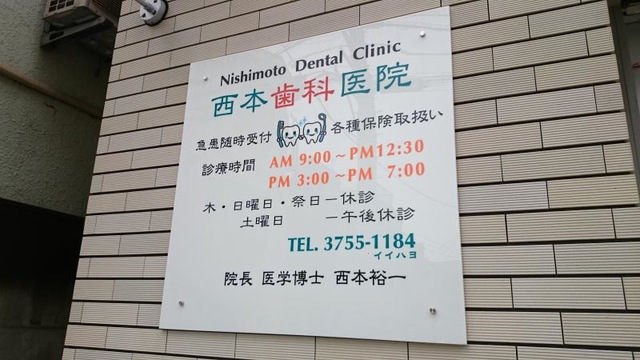 Nishimoto Dental Clinic
西本歯科医院
急患随時受付 各種保険取扱い
診療時間 AM 9:00～PM12:30
PM 3:00～PM 7:00
木・日曜日・祭日―休診
土曜日 ―午後休診
TEL. 3755-1184
イイハヨ
院長 医学博士 西本裕一